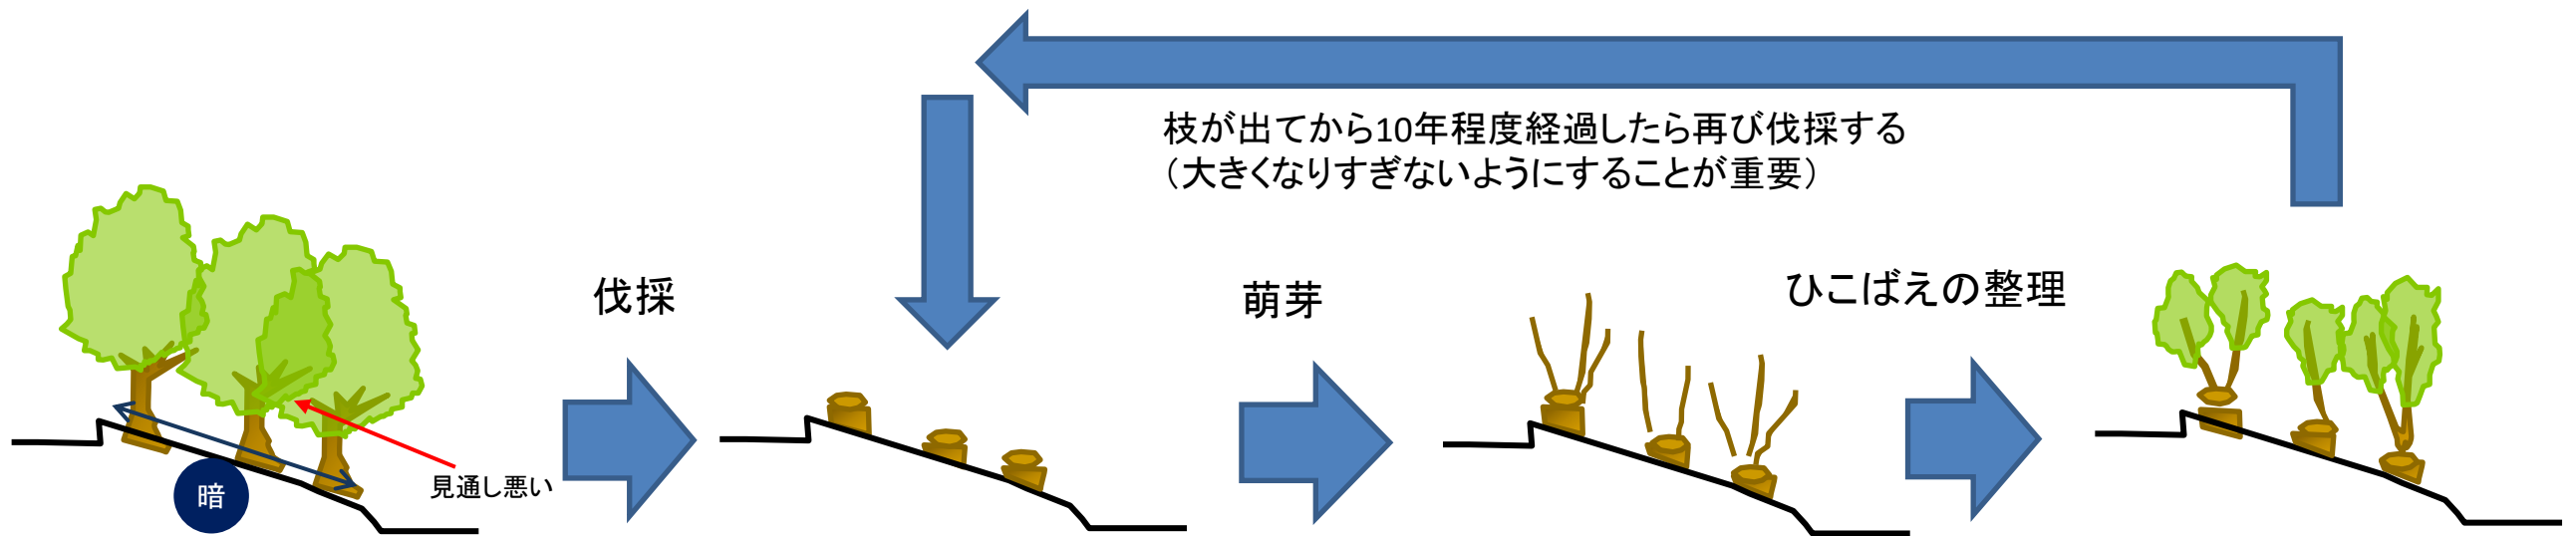 枝が出てから10年程度経過したら再び伐採する
（大きくなりすぎないようにすることが重要）
伐採
萌芽
ひこばえの整理
見通し悪い
暗